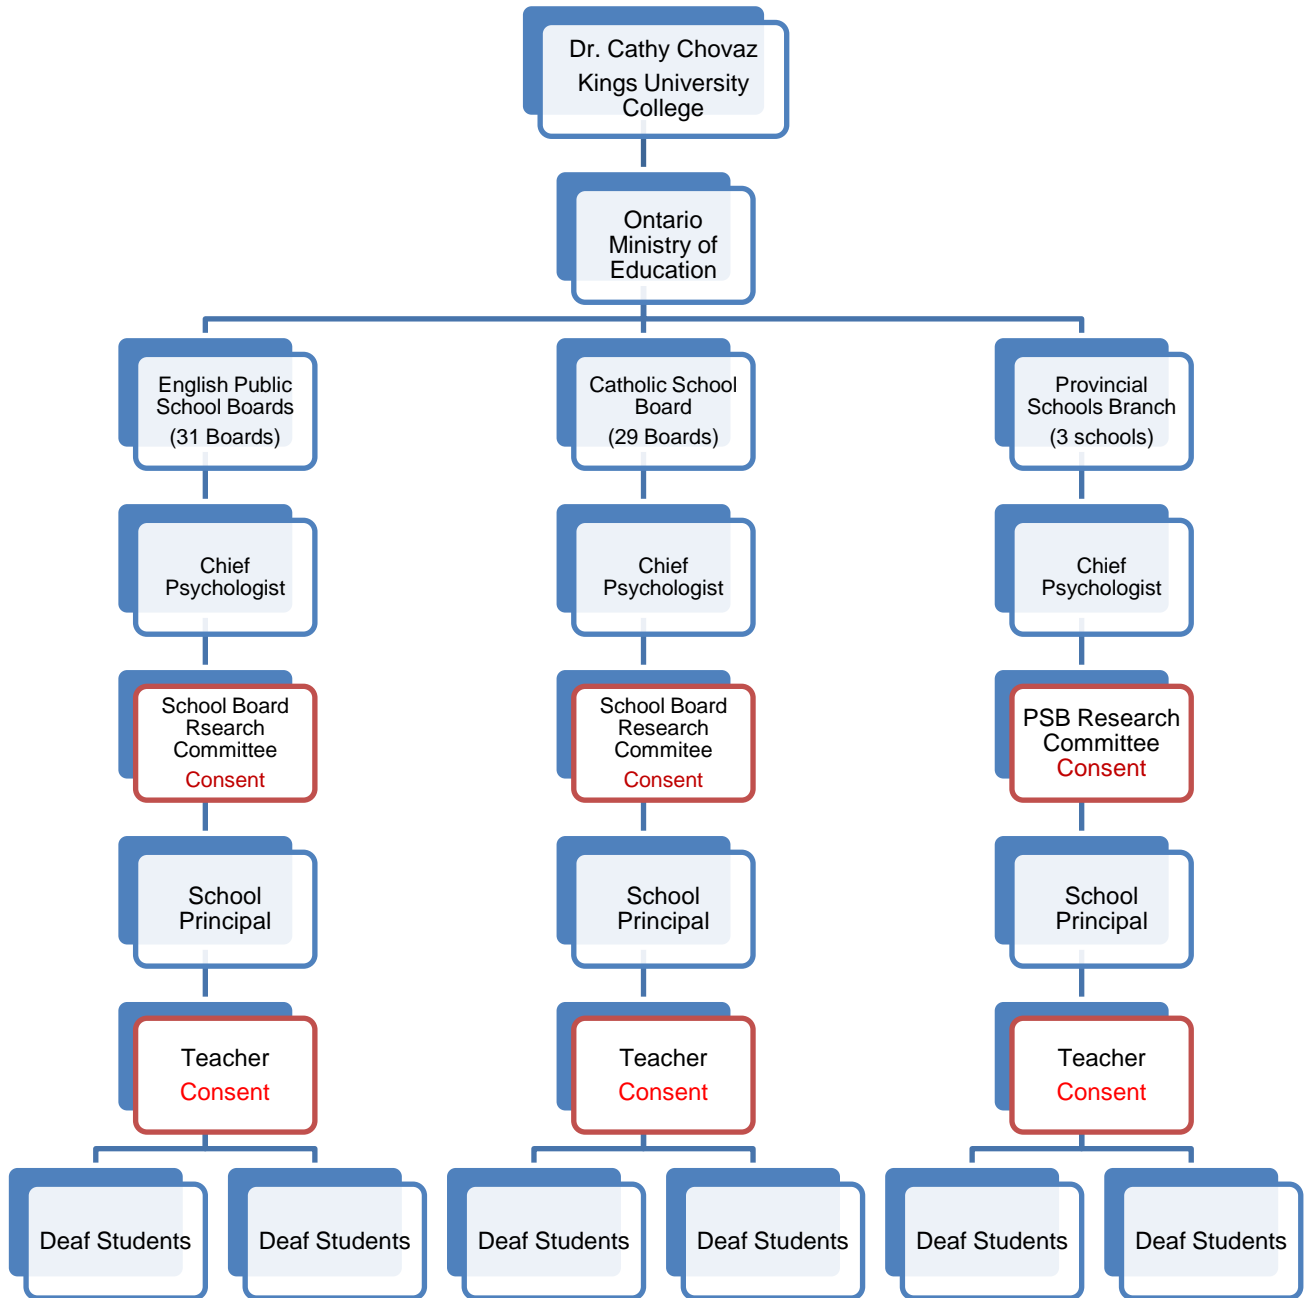 Dr. Cathy Chovaz
Kings University
College
Ontario
Ministry of
Education
English Public
School Boards
(31 Boards)
Catholic School
Board
(29 Boards)
Provincial
Schools Branch
(3 schools)
Chief
Psychologist
Chief
Psychologist
Chief
Psychologist
School Board
Rsearch
Committee
Consent
School Board
Research
Commitee
Consent
PSB Research
Committee
Consent
School
Principal
School
Principal
School
Principal
Teacher
Consent
Teacher
Consent
Teacher
Consent
Deaf Students
Deaf Students
Deaf Students
Deaf Students
Deaf Students
Deaf Students